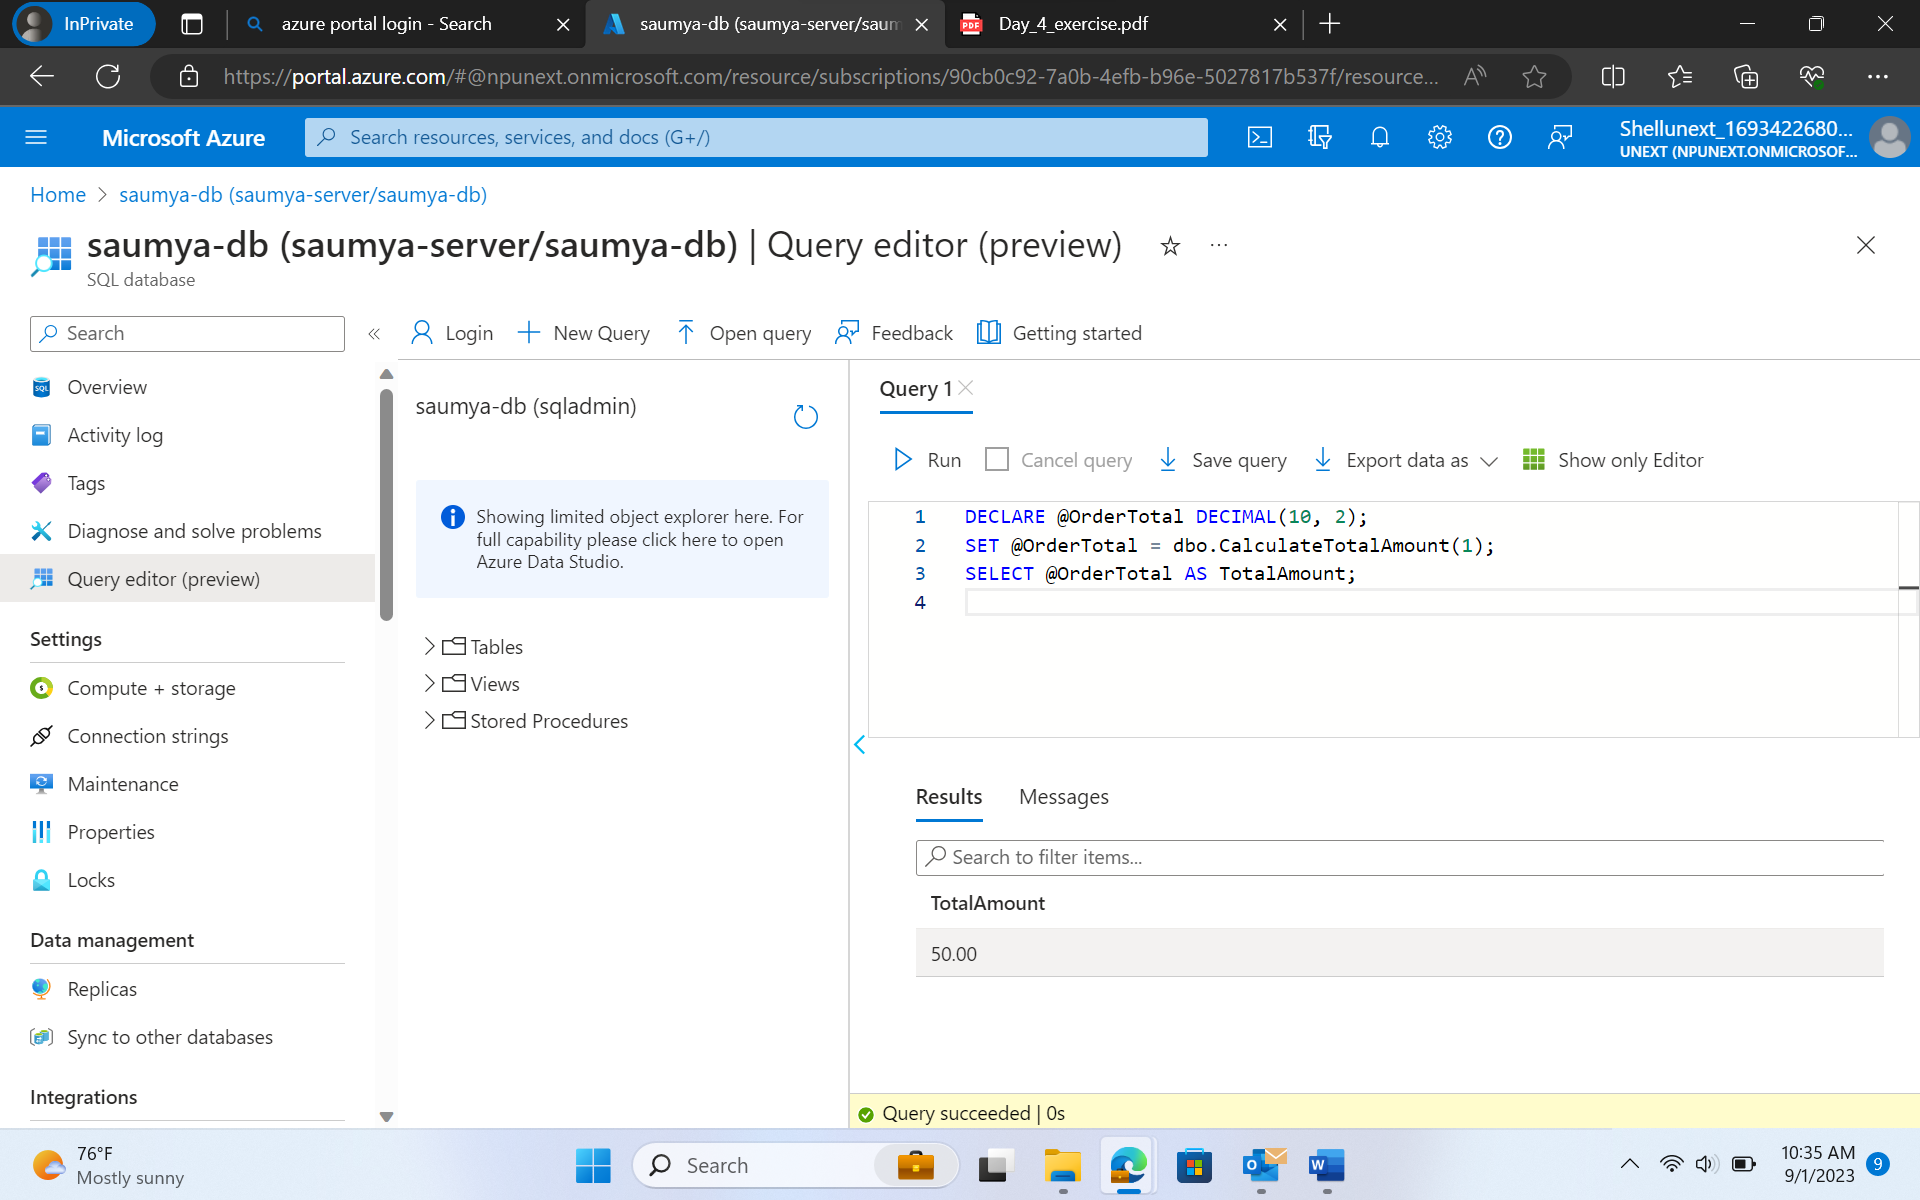 InPrivate
azure portal login - Search
saumya-db (saumya-server/saum
PDF
Day_4_exercise.pdf
https://portal.azure.com/#@npunext.onmicrosoft.com/resource/subscriptions/90cb0c92-7a0b-4efb-b96e-5027817b537f/resource...
Microsoft Azure
Search resources, services, and docs (G+/)
Shellunext_1693422680...
UNEXT (NPUNEXT.ONMICROSOF...
Home > saumya-db (saumya-server/saumya-db)
saumya-db (saumya-server/saumya-db) | Query editor (preview)
SQL database
Search
Login
New Query
Open query
Feedback
Getting started
Overview
Activity log
Tags
Diagnose and solve problems
Query editor (preview)
Settings
Compute + storage
Connection strings
Maintenance
Properties
Locks
Data management
Replicas
Sync to other databases
Integrations
saumya-db (sqladmin)
Showing limited object explorer here. For
full capability please click here to open
Azure Data Studio.
Tables
Views
Stored Procedures
Query 1
Run
Cancel query
Save query
Export data as
Show only Editor
1 DECLARE @OrderTotal DECIMAL(10, 2);
2 SET @OrderTotal = dbo.CalculateTotalAmount(1);
3 SELECT @OrderTotal AS TotalAmount;
4
Results
Messages
Search to filter items...
TotalAmount
50.00
Query succeeded | 0s
76°F
Mostly sunny
Search
10:35 AM
9/1/2023
9